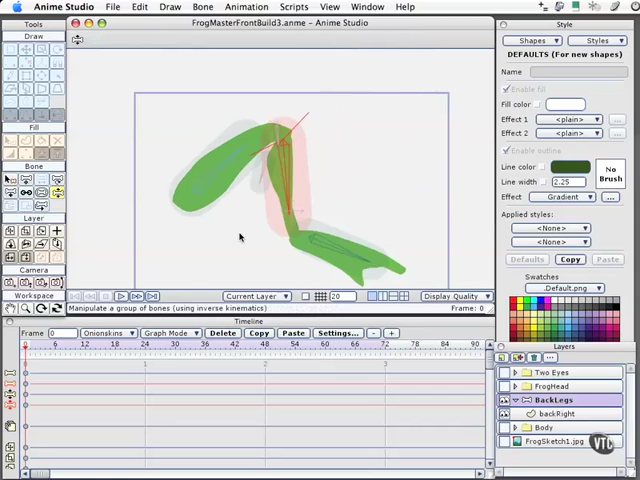 Anime Studio File Edit Draw Bone Animation Scripts View Window Help
FrogMasterFrontBuild3.anme – Anime Studio
Tools
Draw
Fill
Bone
Layer
Camera
Workspace
Current Layer
20
Display Quality
Manipulate a group of bones (using inverse kinematics)
Frame: 0
Style
Shapes
Styles
DEFAULTS (For new shapes)
Name
Enable fill
Fill color
Effect 1 <plain> ...
Effect 2 <plain> ...
Enable outline
Line color
Line width 2.25
No Brush
Effect Gradient ...
Applied styles:
<None>
<None>
Defaults Copy Paste
Swatches
.Default.png
Timeline
Frame 0 Onionskins Graph Mode Delete Copy Paste Settings... - +
0 6 12 18 24 30 36 42 48 54 60 66 72 78 84 90
1 2 3
Layers
Two Eyes
FrogHead
BackLegs
backRight
Body
FrogSketch1.jpg
VTC